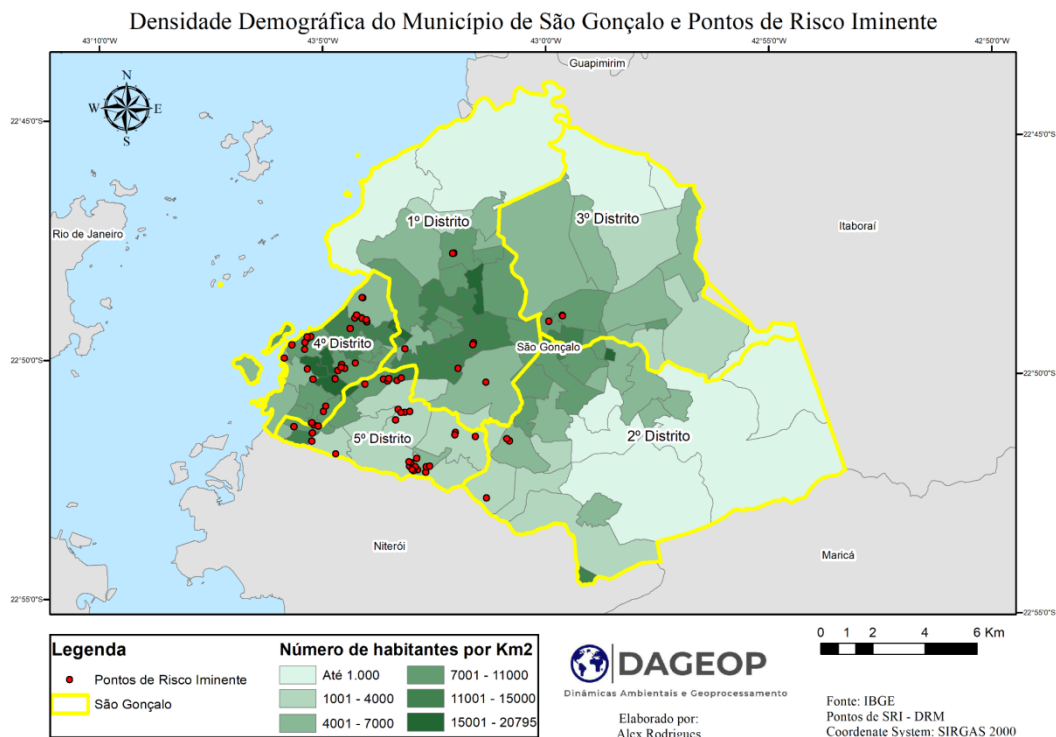 Densidade Demográfica do Município de São Gonçalo e Pontos de Risco Iminente
43°10'0"W 43°5'0"W 43°0'0"W 42°55'0"W 42°50'0"W
Guapimirim
N
W E
S
22°45'0"S 22°45'0"S
1º Distrito 3º Distrito
Rio de Janeiro Itaboraí
4º Distrito São Gonçalo
22°50'0"S 22°50'0"S
5º Distrito 2º Distrito
Niterói Maricá
22°55'0"S 22°55'0"S
Legenda
Pontos de Risco Iminente
São Gonçalo
Número de habitantes por Km2
Até 1.000 7001 - 11000
1001 - 4000 11001 - 15000
4001 - 7000 15001 - 20795
DAGEOP
Dinâmicas Ambientais e Geoprocessamento
Elaborado por:
Alex Rodrigues
0 1 2 4 6 Km
Fonte: IBGE
Pontos de SRI - DRM
Coordenate System: SIRGAS 2000